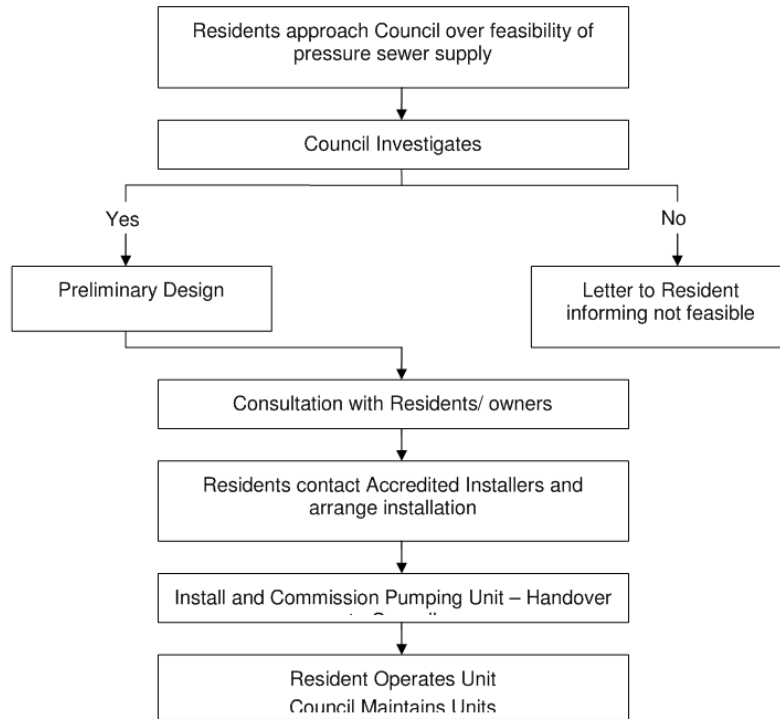 Residents approach Council over feasibility of
pressure sewer supply
Council Investigates
Yes
No
Preliminary Design
Letter to Resident
informing not feasible
Consultation with Residents/ owners
Residents contact Accredited Installers and
arrange installation
Install and Commission Pumping Unit – Handover
Resident Operates Unit
Council Maintains Units